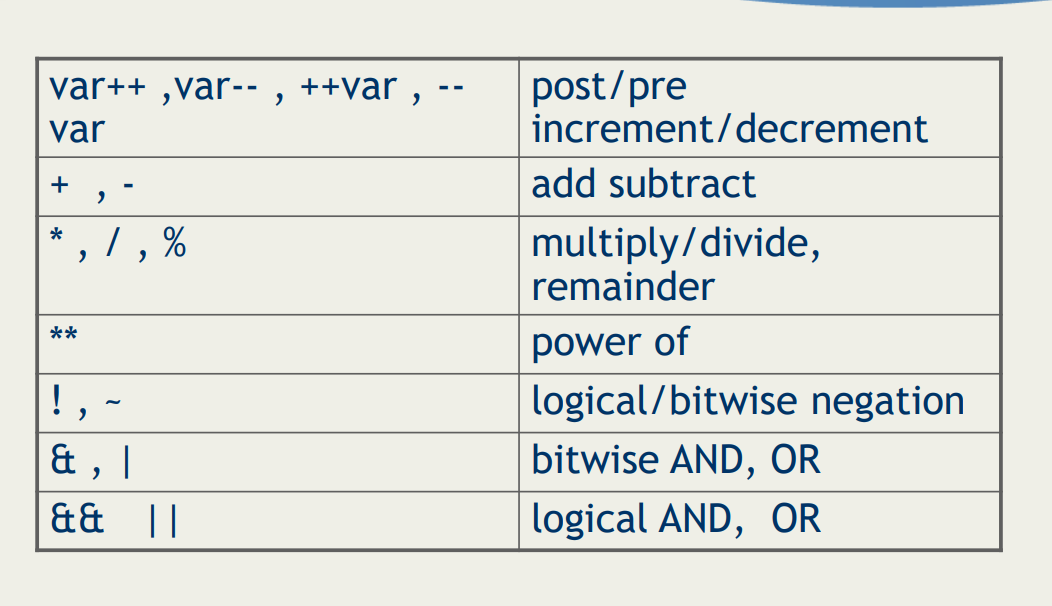 var++ ,var-- , ++var , --
var
post/pre
increment/decrement
+ , -
add subtract
* , / , %
multiply/divide,
remainder
**
power of
! , ~
logical/bitwise negation
& , |
bitwise AND, OR
&& ||
logical AND, OR